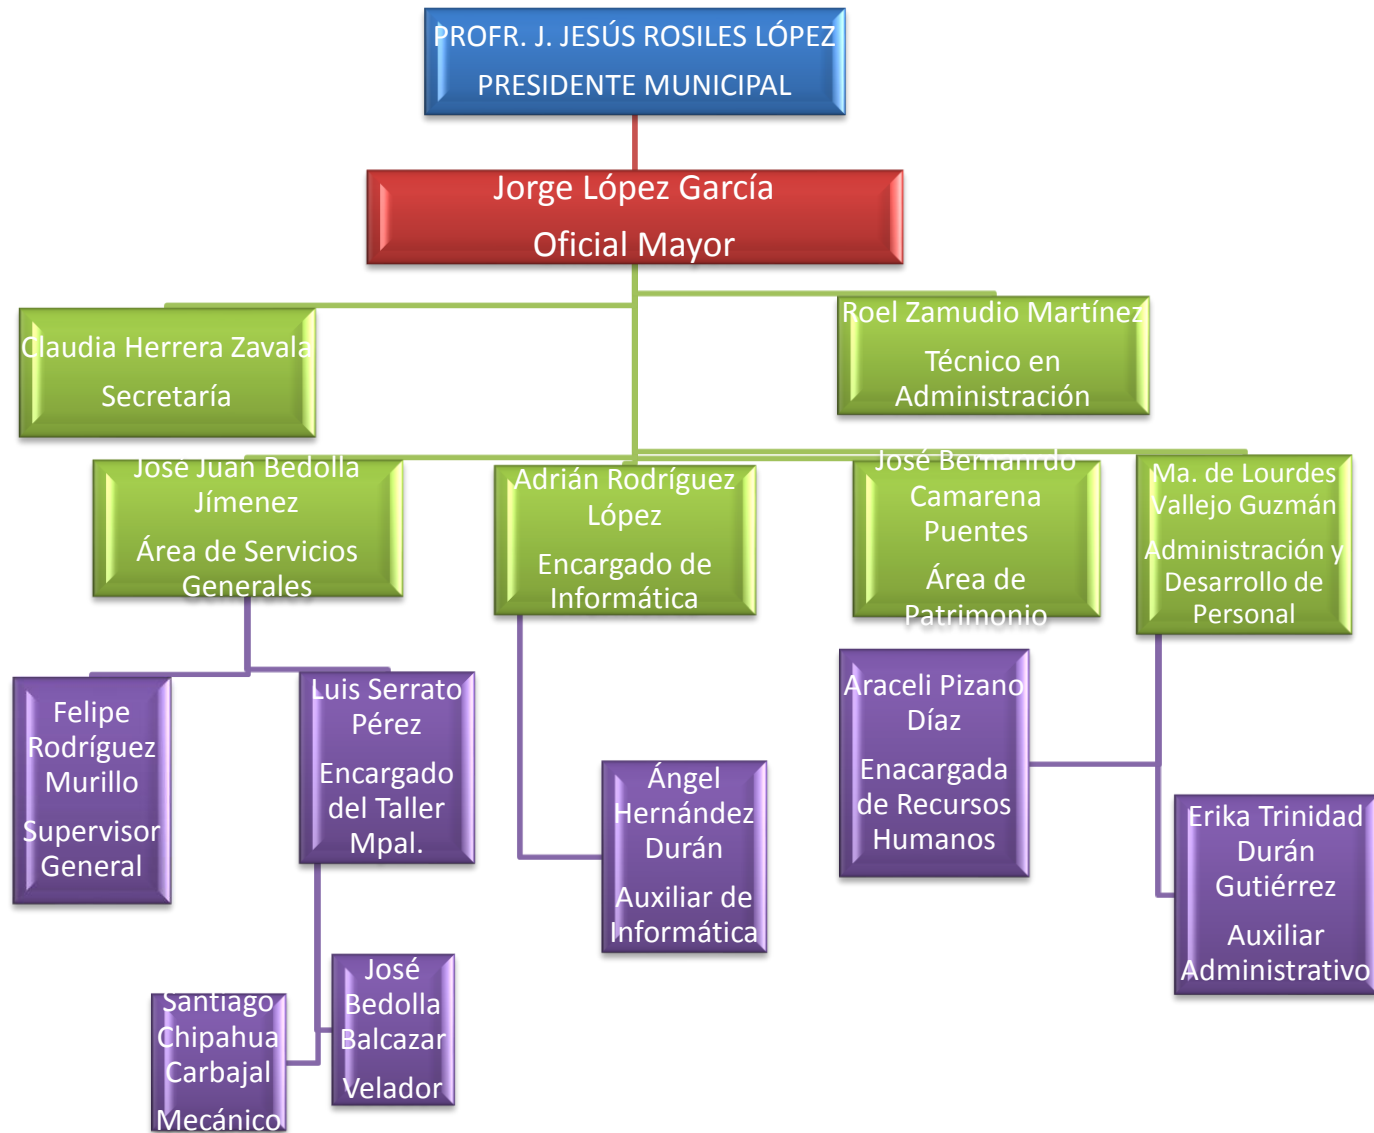 PROFR. J. JESÚS ROSILES LÓPEZ
PRESIDENTE MUNICIPAL
Jorge López García
Oficial Mayor
Claudia Herrera Zavala
Secretaría
Roel Zamudio Martínez
Técnico en
Administración
José Juan Bedolla
Jímenez
Área de Servicios
Generales
Adrián Rodríguez
López
Encargado de
Informática
José Bernanrdo
Camarena
Puentes
Área de
Patrimonio
Ma. de Lourdes
Vallejo Guzmán
Administración y
Desarrollo de
Personal
Felipe
Rodríguez
Murillo
Supervisor
General
Luis Serrato
Pérez
Encargado
del Taller
Mpal.
Ángel
Hernández
Durán
Auxiliar de
Informática
Araceli Pizano
Díaz
Enacargada
de Recursos
Humanos
Erika Trinidad
Durán
Gutiérrez
Auxiliar
Administrativo
Santiago
Chipahua
Carbajal
Mecánico
José
Bedolla
Balcazar
Velador